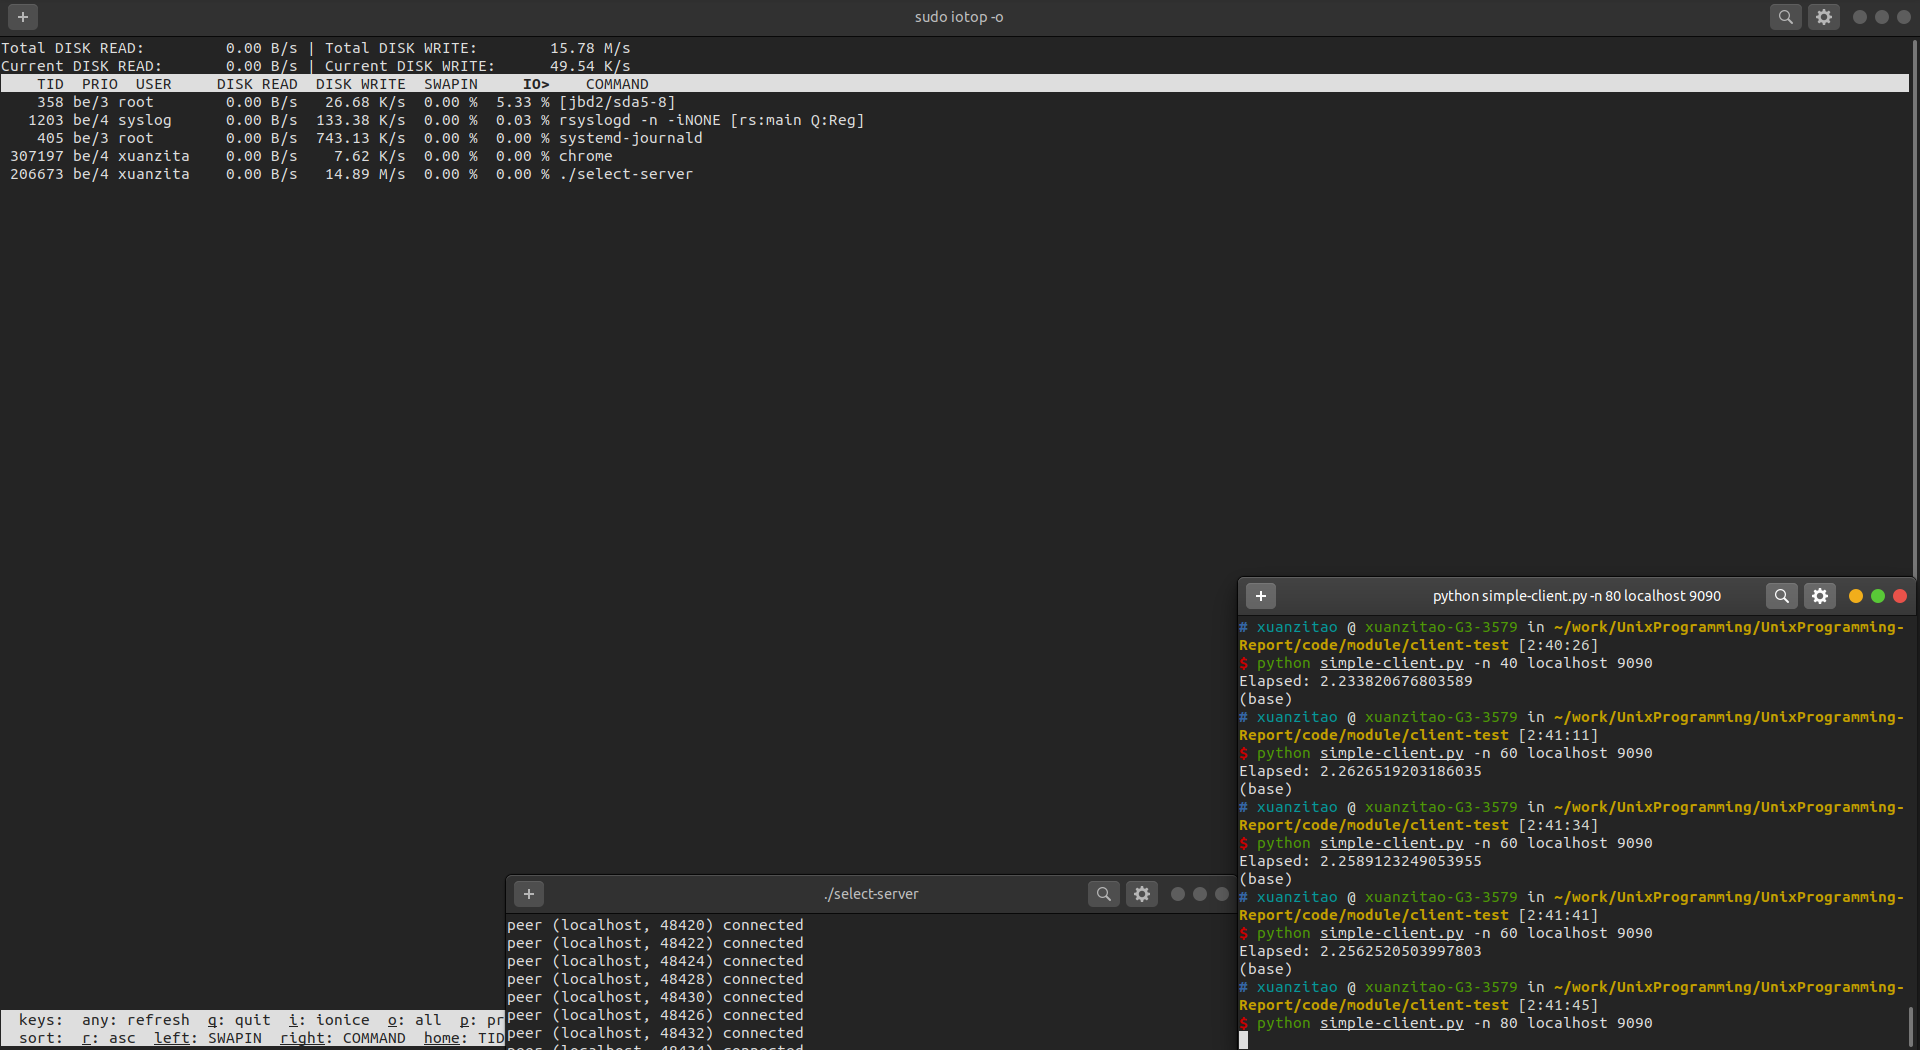 sudo iotop -o
Total DISK READ:         0.00 B/s | Total DISK WRITE:        15.78 M/s
Current DISK READ:       0.00 B/s | Current DISK WRITE:      49.54 K/s
    TID  PRIO  USER     DISK READ  DISK WRITE  SWAPIN     IO>    COMMAND
    358 be/3 root        0.00 B/s   26.68 K/s  0.00 %  5.33 % [jbd2/sda5-8]
   1203 be/4 syslog      0.00 B/s  133.38 K/s  0.00 %  0.03 % rsyslogd -n -iNONE [rs:main Q:Reg]
    405 be/3 root        0.00 B/s  743.13 K/s  0.00 %  0.00 % systemd-journald
 307197 be/4 xuanzita    0.00 B/s    7.62 K/s  0.00 %  0.00 % chrome
 206673 be/4 xuanzita    0.00 B/s   14.89 M/s  0.00 %  0.00 % ./select-server
  keys:  any: refresh  q: quit  i: ionice  o: all  p: pr
  sort:  r: asc  left: SWAPIN  right: COMMAND  home: TID
./select-server
peer (localhost, 48420) connected
peer (localhost, 48422) connected
peer (localhost, 48424) connected
peer (localhost, 48428) connected
peer (localhost, 48430) connected
peer (localhost, 48426) connected
peer (localhost, 48432) connected
peer (localhost, 48434) connected
python simple-client.py -n 80 localhost 9090
# xuanzitao @ xuanzitao-G3-3579 in ~/work/UnixProgramming/UnixProgramming-
Report/code/module/client-test [2:40:26]
$ python simple-client.py -n 40 localhost 9090
Elapsed: 2.233820676803589
(base)
# xuanzitao @ xuanzitao-G3-3579 in ~/work/UnixProgramming/UnixProgramming-
Report/code/module/client-test [2:41:11]
$ python simple-client.py -n 60 localhost 9090
Elapsed: 2.2626519203186035
(base)
# xuanzitao @ xuanzitao-G3-3579 in ~/work/UnixProgramming/UnixProgramming-
Report/code/module/client-test [2:41:34]
$ python simple-client.py -n 60 localhost 9090
Elapsed: 2.2589123249053955
(base)
# xuanzitao @ xuanzitao-G3-3579 in ~/work/UnixProgramming/UnixProgramming-
Report/code/module/client-test [2:41:41]
$ python simple-client.py -n 60 localhost 9090
Elapsed: 2.2562520503997803
(base)
# xuanzitao @ xuanzitao-G3-3579 in ~/work/UnixProgramming/UnixProgramming-
Report/code/module/client-test [2:41:45]
$ python simple-client.py -n 80 localhost 9090